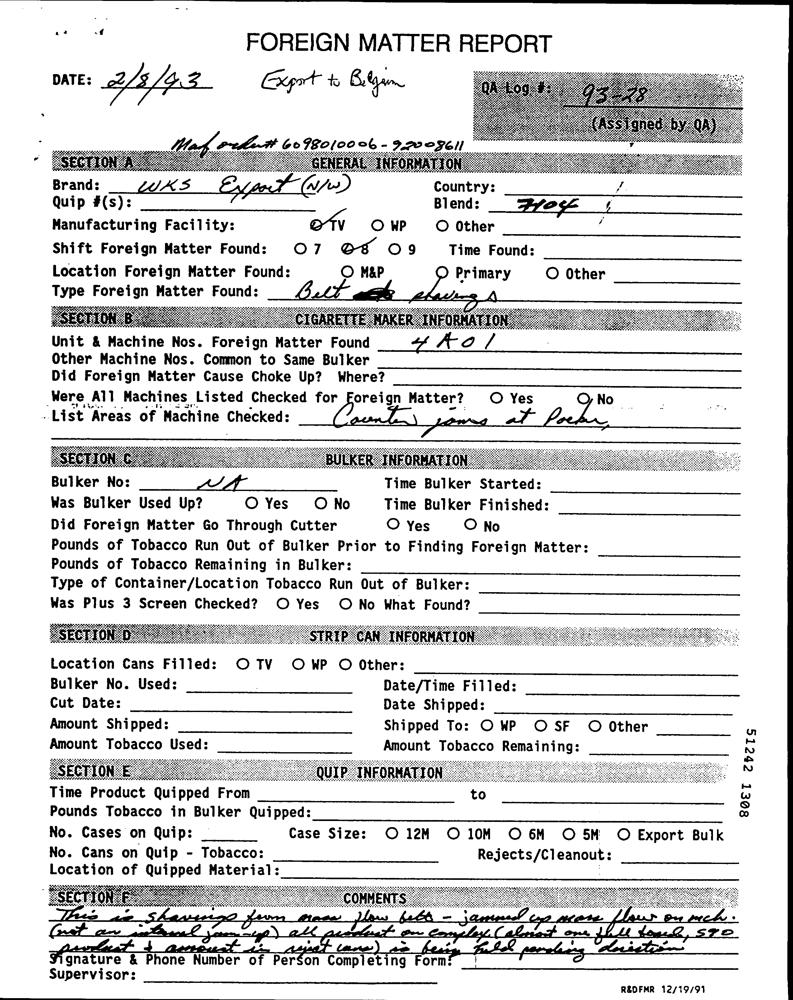 FOREIGN MATTER REPORT
DATE: 2/8/93 Export to Belgium
QA Log #: 93-28
(Assigned by QA)
Maf order# 6098010006-92008611
SECTION A GENERAL INFORMATION
Brand: WKS Export (N/W) Country:
Quip #(s): Blend: 7104
Manufacturing Facility: O TV O WP O Other
Shift Foreign Matter Found: O 7 O 8 O 9 Time Found:
Location Foreign Matter Found: O M&P O Primary O Other
Type Foreign Matter Found: Belt shavings
SECTION B CIGARETTE MAKER INFORMATION
Unit & Machine Nos. Foreign Matter Found 4A01
Other Machine Nos. Common to Same Bulker
Did Foreign Matter Cause Choke Up? Where?
Were All Machines Listed Checked for Foreign Matter? O Yes O No
List Areas of Machine Checked: jams at
SECTION C BULKER INFORMATION
Bulker No: NA Time Bulker Started:
Was Bulker Used Up? O Yes O No Time Bulker Finished:
Did Foreign Matter Go Through Cutter O Yes O No
Pounds of Tobacco Run Out of Bulker Prior to Finding Foreign Matter:
Pounds of Tobacco Remaining in Bulker:
Type of Container/Location Tobacco Run Out of Bulker:
Was Plus 3 Screen Checked? O Yes O No What Found?
SECTION D STRIP CAN INFORMATION
Location Cans Filled: O TV O WP O Other:
Bulker No. Used: Date/Time Filled:
Cut Date: Date Shipped:
Amount Shipped: Shipped To: O WP O SF O Other
Amount Tobacco Used: Amount Tobacco Remaining:
SECTION E QUIP INFORMATION
Time Product Quipped From to
Pounds Tobacco in Bulker Quipped:
No. Cases on Quip: Case Size: O 12M O 10M O 6M O 5M O Export Bulk
No. Cans on Quip - Tobacco: Rejects/Cleanout:
Location of Quipped Material:
SECTION F COMMENTS
This is shavings from mass flow belt - jammed up mass flow on mch.
(not an internal jam-up) all product on complex (almost one full load, STO
product & amount in reject cans) is being held pending decision
Signature & Phone Number of Person Completing Form:
Supervisor:
R&DFMR 12/19/91
51242 1308